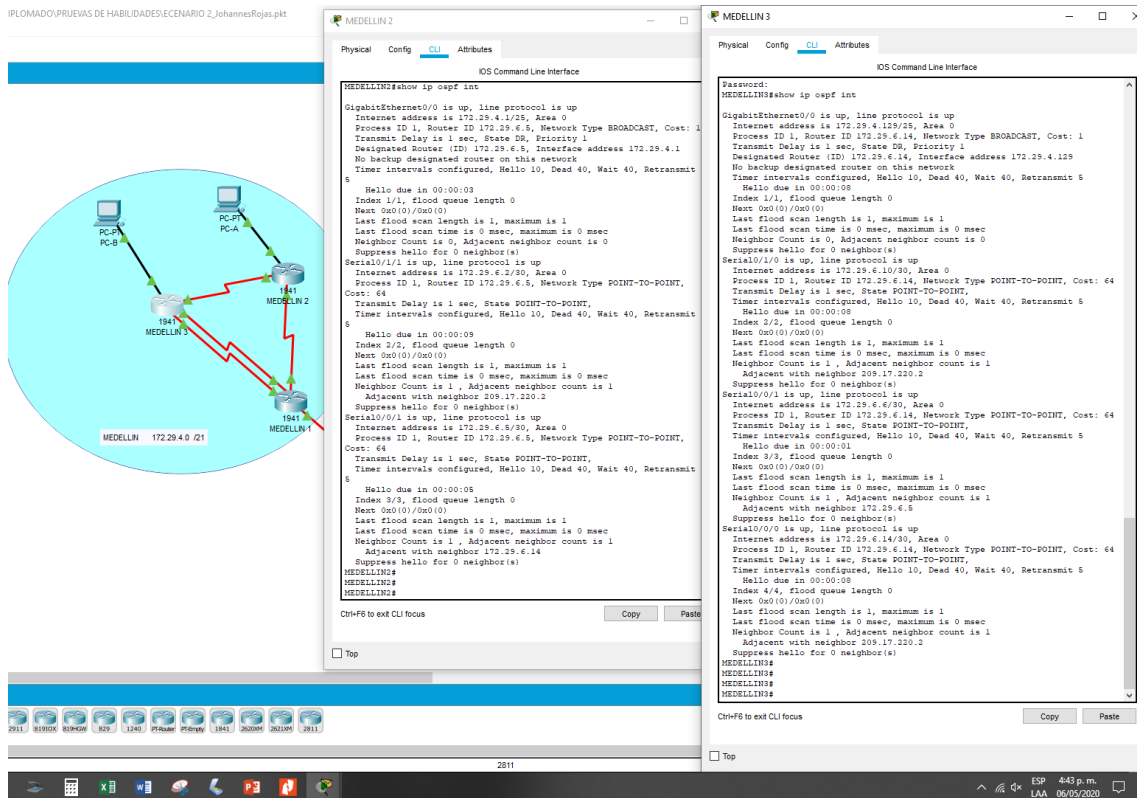 IPLOMADO\PRUEVAS DE HABILIDADES\ECENARIO 2_JohannesRojas.pkt
PC-PT
PC-B
PC-PT
PC-A
1941
MEDELLIN 2
1941
MEDELLIN 3
1941
MEDELLIN 1
MEDELLIN 172.29.4.0 /21
MEDELLIN 2
Physical Config CLI Attributes
IOS Command Line Interface
MEDELLIN2#show ip ospf int
GigabitEthernet0/0 is up, line protocol is up
Internet address is 172.29.4.1/25, Area 0
Process ID 1, Router ID 172.29.6.5, Network Type BROADCAST, Cost: 1
Transmit Delay is 1 sec, State DR, Priority 1
Designated Router (ID) 172.29.6.5, Interface address 172.29.4.1
No backup designated router on this network
Timer intervals configured, Hello 10, Dead 40, Wait 40, Retransmit
5
Hello due in 00:00:03
Index 1/1, flood queue length 0
Next 0x0(0)/0x0(0)
Last flood scan length is 1, maximum is 1
Last flood scan time is 0 msec, maximum is 0 msec
Neighbor Count is 0, Adjacent neighbor count is 0
Suppress hello for 0 neighbor(s)
Serial0/1/1 is up, line protocol is up
Internet address is 172.29.6.2/30, Area 0
Process ID 1, Router ID 172.29.6.5, Network Type POINT-TO-POINT,
Cost: 64
Transmit Delay is 1 sec, State POINT-TO-POINT,
Timer intervals configured, Hello 10, Dead 40, Wait 40, Retransmit
5
Hello due in 00:00:09
Index 2/2, flood queue length 0
Next 0x0(0)/0x0(0)
Last flood scan length is 1, maximum is 1
Last flood scan time is 0 msec, maximum is 0 msec
Neighbor Count is 1 , Adjacent neighbor count is 1
Adjacent with neighbor 209.17.220.2
Suppress hello for 0 neighbor(s)
Serial0/0/1 is up, line protocol is up
Internet address is 172.29.6.5/30, Area 0
Process ID 1, Router ID 172.29.6.5, Network Type POINT-TO-POINT,
Cost: 64
Transmit Delay is 1 sec, State POINT-TO-POINT,
Timer intervals configured, Hello 10, Dead 40, Wait 40, Retransmit
5
Hello due in 00:00:05
Index 3/3, flood queue length 0
Next 0x0(0)/0x0(0)
Last flood scan length is 1, maximum is 1
Last flood scan time is 0 msec, maximum is 0 msec
Neighbor Count is 1 , Adjacent neighbor count is 1
Adjacent with neighbor 172.29.6.14
Suppress hello for 0 neighbor(s)
MEDELLIN2#
MEDELLIN2#
MEDELLIN2#
Ctrl+F6 to exit CLI focus
Copy Paste
Top
MEDELLIN 3
Physical Config CLI Attributes
IOS Command Line Interface
Password:
MEDELLIN3#show ip ospf int
GigabitEthernet0/0 is up, line protocol is up
Internet address is 172.29.4.129/25, Area 0
Process ID 1, Router ID 172.29.6.14, Network Type BROADCAST, Cost: 1
Transmit Delay is 1 sec, State DR, Priority 1
Designated Router (ID) 172.29.6.14, Interface address 172.29.4.129
No backup designated router on this network
Timer intervals configured, Hello 10, Dead 40, Wait 40, Retransmit 5
Hello due in 00:00:08
Index 1/1, flood queue length 0
Next 0x0(0)/0x0(0)
Last flood scan length is 1, maximum is 1
Last flood scan time is 0 msec, maximum is 0 msec
Neighbor Count is 0, Adjacent neighbor count is 0
Suppress hello for 0 neighbor(s)
Serial0/1/0 is up, line protocol is up
Internet address is 172.29.6.10/30, Area 0
Process ID 1, Router ID 172.29.6.14, Network Type POINT-TO-POINT, Cost: 64
Transmit Delay is 1 sec, State POINT-TO-POINT,
Timer intervals configured, Hello 10, Dead 40, Wait 40, Retransmit 5
Hello due in 00:00:08
Index 2/2, flood queue length 0
Next 0x0(0)/0x0(0)
Last flood scan length is 1, maximum is 1
Last flood scan time is 0 msec, maximum is 0 msec
Neighbor Count is 1 , Adjacent neighbor count is 1
Adjacent with neighbor 209.17.220.2
Suppress hello for 0 neighbor(s)
Serial0/0/1 is up, line protocol is up
Internet address is 172.29.6.6/30, Area 0
Process ID 1, Router ID 172.29.6.14, Network Type POINT-TO-POINT, Cost: 64
Transmit Delay is 1 sec, State POINT-TO-POINT,
Timer intervals configured, Hello 10, Dead 40, Wait 40, Retransmit 5
Hello due in 00:00:01
Index 3/3, flood queue length 0
Next 0x0(0)/0x0(0)
Last flood scan length is 1, maximum is 1
Last flood scan time is 0 msec, maximum is 0 msec
Neighbor Count is 1 , Adjacent neighbor count is 1
Adjacent with neighbor 172.29.6.5
Suppress hello for 0 neighbor(s)
Serial0/0/0 is up, line protocol is up
Internet address is 172.29.6.14/30, Area 0
Process ID 1, Router ID 172.29.6.14, Network Type POINT-TO-POINT, Cost: 64
Transmit Delay is 1 sec, State POINT-TO-POINT,
Timer intervals configured, Hello 10, Dead 40, Wait 40, Retransmit 5
Hello due in 00:00:08
Index 4/4, flood queue length 0
Next 0x0(0)/0x0(0)
Last flood scan length is 1, maximum is 1
Last flood scan time is 0 msec, maximum is 0 msec
Neighbor Count is 1 , Adjacent neighbor count is 1
Adjacent with neighbor 209.17.220.2
Suppress hello for 0 neighbor(s)
MEDELLIN3#
MEDELLIN3#
MEDELLIN3#
MEDELLIN3#
Ctrl+F6 to exit CLI focus
Copy Paste
Top
2911 819IOX 819HGW 829 1240 PT-Router PT-Empty 1841 2620XM 2621XM 2811
2811
ESP 4:43 p. m.
LAA 06/05/2020